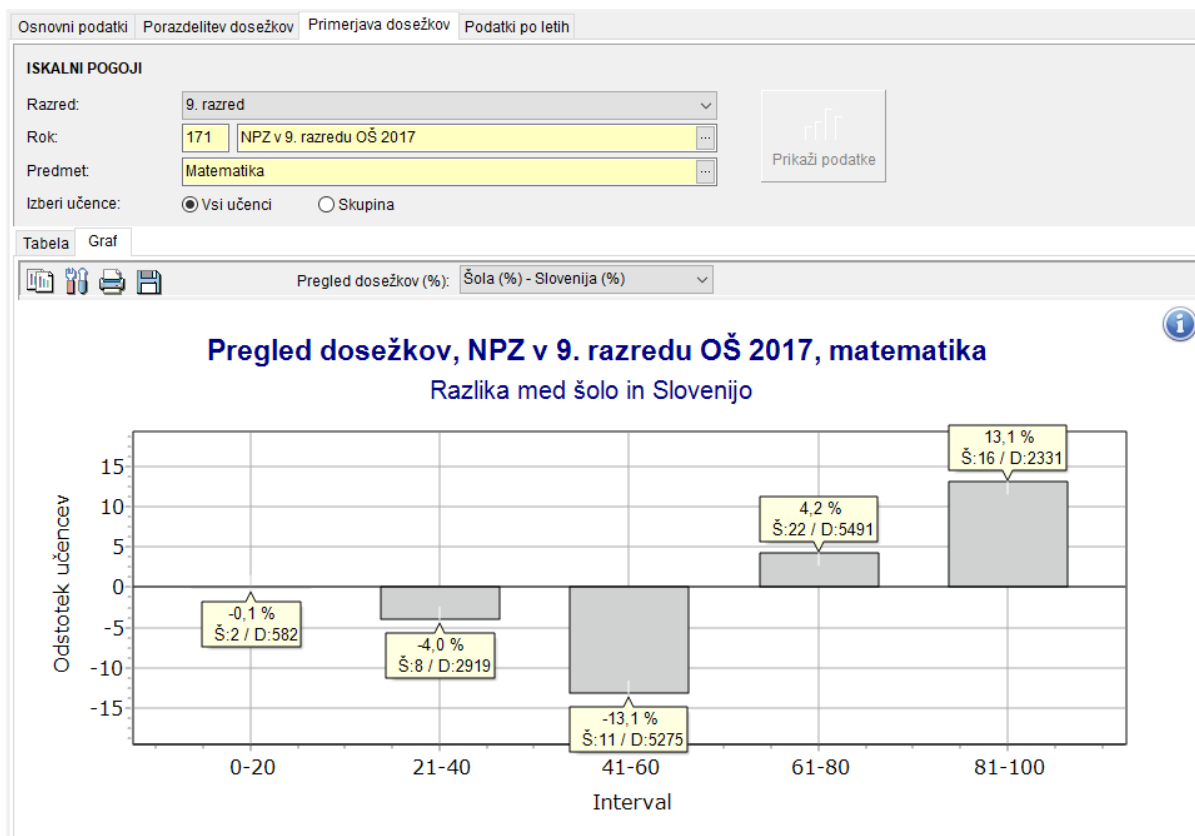 Osnovni podatki Porazdelitev dosežkov Primerjava dosežkov Podatki po letih
ISKALNI POGOJI
Razred: 9. razred
Rok: 171 NPZ v 9. razredu OŠ 2017 ...
Predmet: Matematika ...
Prikaži podatke
Izberi učence: Vsi učenci Skupina
Tabela Graf
Pregled dosežkov (%): Šola (%) - Slovenija (%)
i
Pregled dosežkov, NPZ v 9. razredu OŠ 2017, matematika
Razlika med šolo in Slovenijo
Odstotek učencev
15
10
5
0
-5
-10
-15
-0,1 %
Š:2 / D:582
-4,0 %
Š:8 / D:2919
-13,1 %
Š:11 / D:5275
4,2 %
Š:22 / D:5491
13,1 %
Š:16 / D:2331
0-20 21-40 41-60 61-80 81-100
Interval